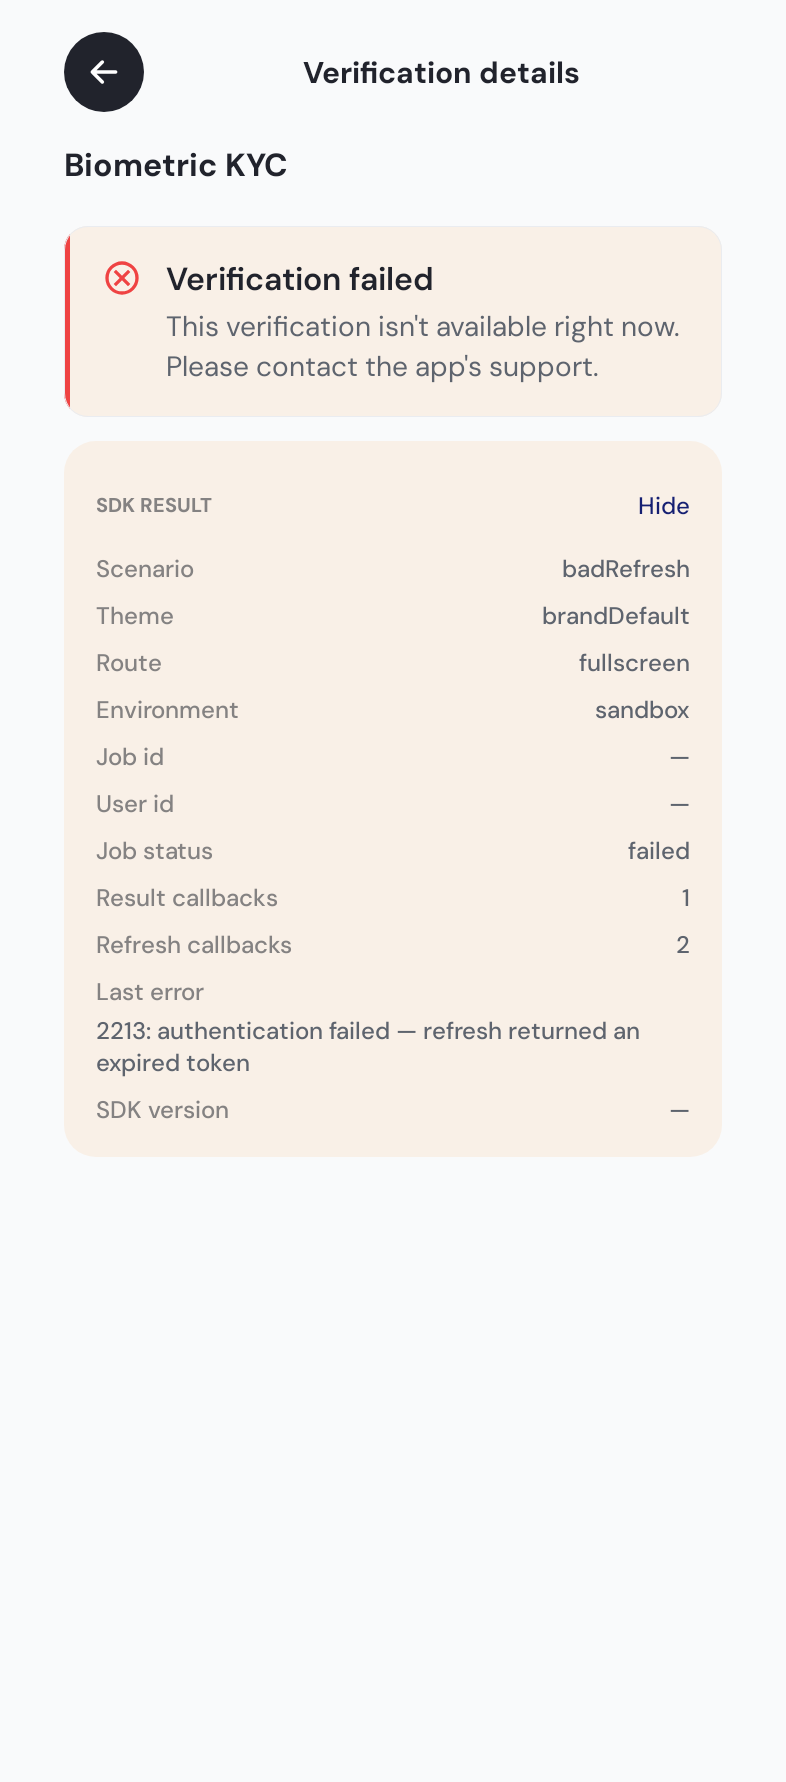 Verification details
Biometric KYC
Verification failed
This verification isn't available right now.
Please contact the app's support.
SDK RESULT Hide
Scenario badRefresh
Theme brandDefault
Route fullscreen
Environment sandbox
Job id —
User id —
Job status failed
Result callbacks 1
Refresh callbacks 2
Last error
2213: authentication failed — refresh returned an
expired token
SDK version —